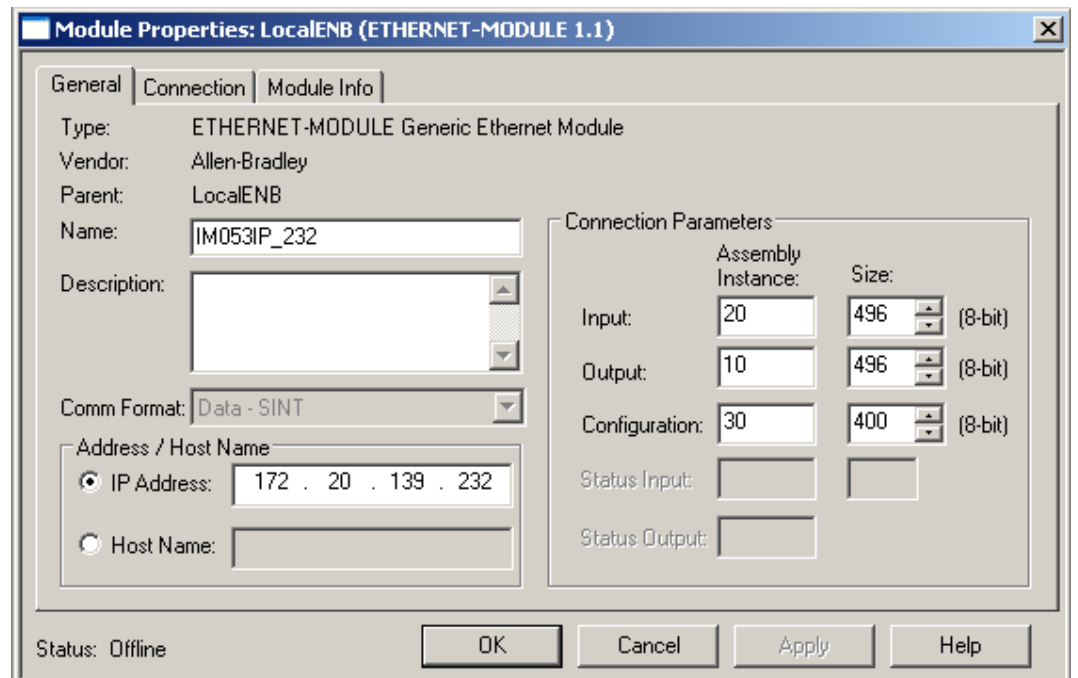 Module Properties: LocalENB (ETHERNET-MODULE 1.1)
General Connection Module Info
Type: ETHERNET-MODULE Generic Ethernet Module
Vendor: Allen-Bradley
Parent: LocalENB
Name: IM053IP_232
Description:
Comm Format: Data - SINT
Address / Host Name
IP Address: 172 . 20 . 139 . 232
Host Name:
Connection Parameters
Assembly
Instance: Size:
Input: 20 496 (8-bit)
Output: 10 496 (8-bit)
Configuration: 30 400 (8-bit)
Status Input:
Status Output:
Status: Offline
OK Cancel Apply Help